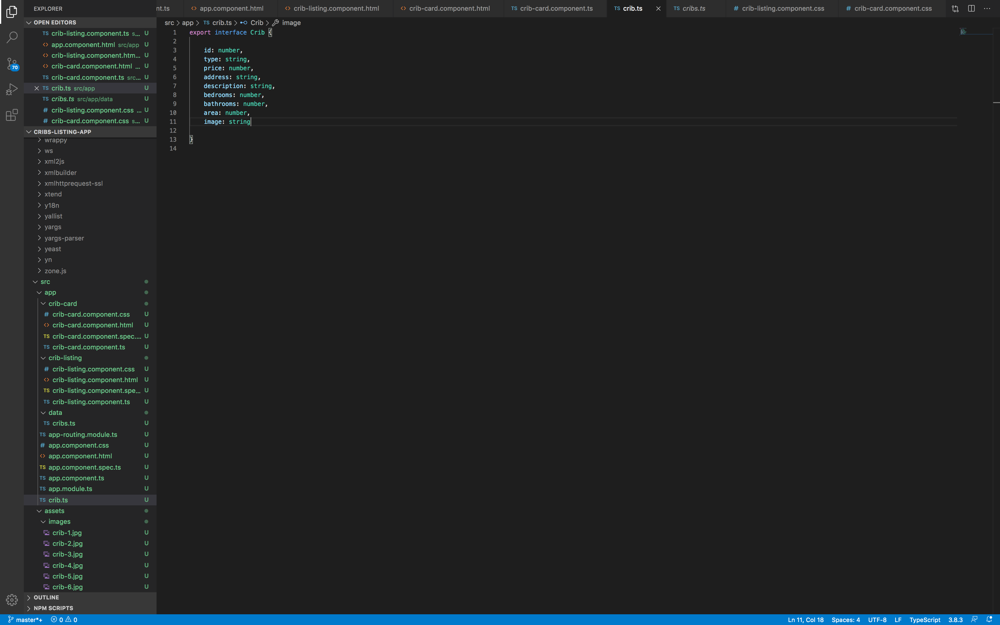 EXPLORER
OPEN EDITORS
TS crib-listing.component.ts s... U
<> app.component.html src/app U
<> crib-listing.component.htm... U
<> crib-card.component.html ... U
TS crib-card.component.ts src... U
TS crib.ts src/app U
TS cribs.ts src/app/data U
# crib-listing.component.css ... U
# crib-card.component.css s... U
CRIBS-LISTING-APP
wrappy
ws
xml2js
xmlbuilder
xmlhttprequest-ssl
xtend
y18n
yallist
yargs
yargs-parser
yeast
yn
zone.js
src
app
crib-card
# crib-card.component.css U
<> crib-card.component.html U
TS crib-card.component.spec.... U
TS crib-card.component.ts U
crib-listing
# crib-listing.component.css U
<> crib-listing.component.html U
TS crib-listing.component.spe... U
TS crib-listing.component.ts U
data
TS cribs.ts U
TS app-routing.module.ts U
# app.component.css U
<> app.component.html U
TS app.component.spec.ts U
TS app.component.ts U
TS app.module.ts U
TS crib.ts U
assets
images
crib-1.jpg U
crib-2.jpg U
crib-3.jpg U
crib-4.jpg U
crib-5.jpg U
crib-6.jpg U
OUTLINE
NPM SCRIPTS
70
nt.ts <> app.component.html <> crib-listing.component.html <> crib-card.component.html TS crib-card.component.ts TS crib.ts TS cribs.ts # crib-listing.component.css # crib-card.component.css
src > app > TS crib.ts > Crib > image
1 export interface Crib {
2
3 id: number,
4 type: string,
5 price: number,
6 address: string,
7 description: string,
8 bedrooms: number,
9 bathrooms: number,
10 area: number,
11 image: string
12
13 }
14
master*+ 0 0 Ln 11, Col 18 Spaces: 4 UTF-8 LF TypeScript 3.8.3